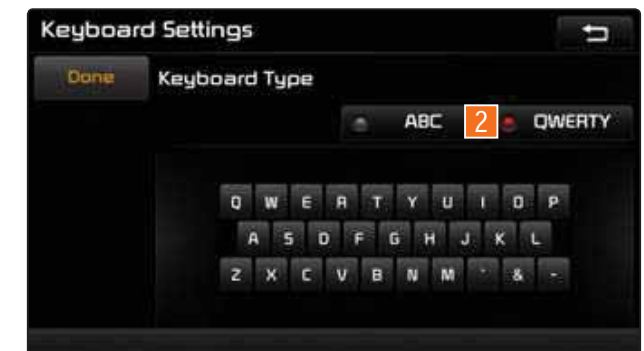 Keyboard Settings
Done Keyboard Type
ABC 2 QWERTY
Q W E R T Y U I O P
A S D F G H J K L
Z X C V B N M ' & -